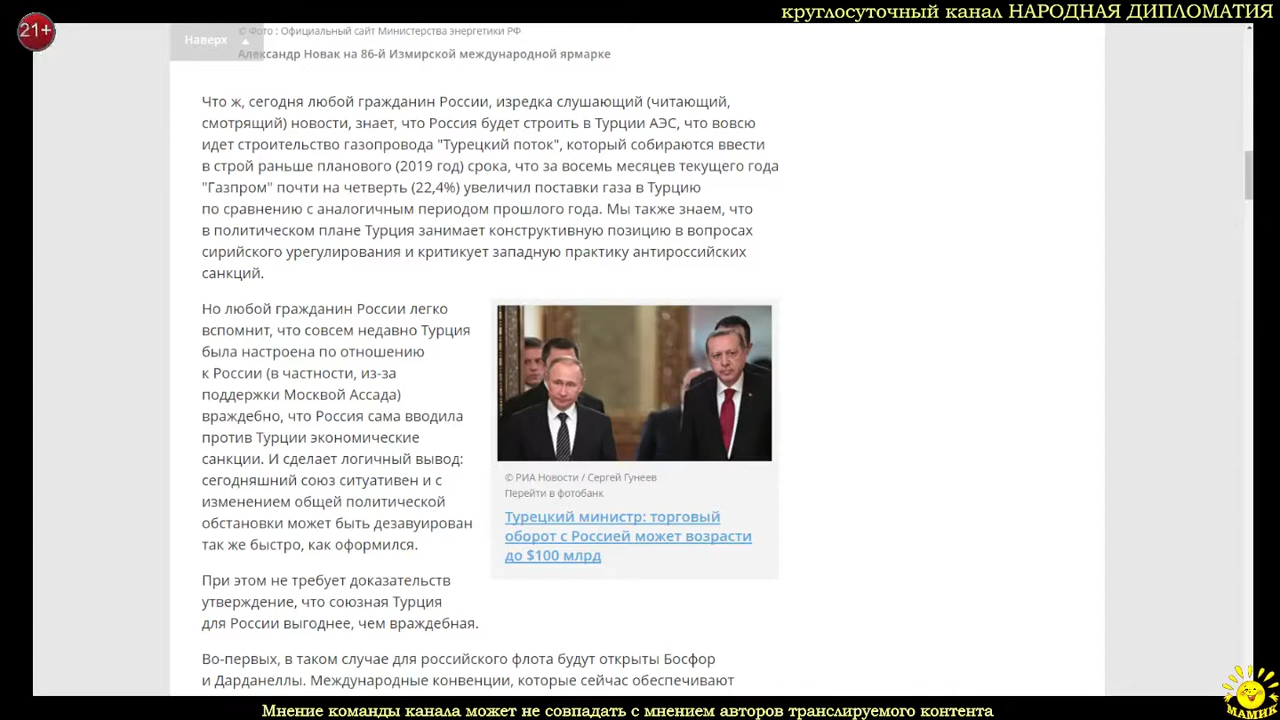 круглосуточный канал НАРОДНАЯ ДИПЛОМАТИЯ
21+
© Фото : Официальный сайт Министерства энергетики РФ
Наверх
Александр Новак на 86-й Измирской международной ярмарке
Что ж, сегодня любой гражданин России, изредка слушающий (читающий,
смотрящий) новости, знает, что Россия будет строить в Турции АЭС, что вовсю
идет строительство газопровода "Турецкий поток", который собираются ввести
в строй раньше планового (2019 год) срока, что за восемь месяцев текущего года
"Газпром" почти на четверть (22,4%) увеличил поставки газа в Турцию
по сравнению с аналогичным периодом прошлого года. Мы также знаем, что
в политическом плане Турция занимает конструктивную позицию в вопросах
сирийского урегулирования и критикует западную практику антироссийских
санкций.
Но любой гражданин России легко
вспомнит, что совсем недавно Турция
была настроена по отношению
к России (в частности, из-за
поддержки Москвой Ассада)
враждебно, что Россия сама вводила
против Турции экономические
санкции. И сделает логичный вывод:
сегодняшний союз ситуативен и с
изменением общей политической
обстановки может быть дезавуирован
так же быстро, как оформился.
© РИА Новости / Сергей Гунеев
Перейти в фотобанк
Турецкий министр: торговый
оборот с Россией может возрасти
до $100 млрд
При этом не требует доказательств
утверждение, что союзная Турция
для России выгоднее, чем враждебная.
Во-первых, в таком случае для российского флота будут открыты Босфор
и Дарданеллы. Международные конвенции, которые сейчас обеспечивают
МАМИК
Мнение команды канала может не совпадать с мнением авторов транслируемого контента